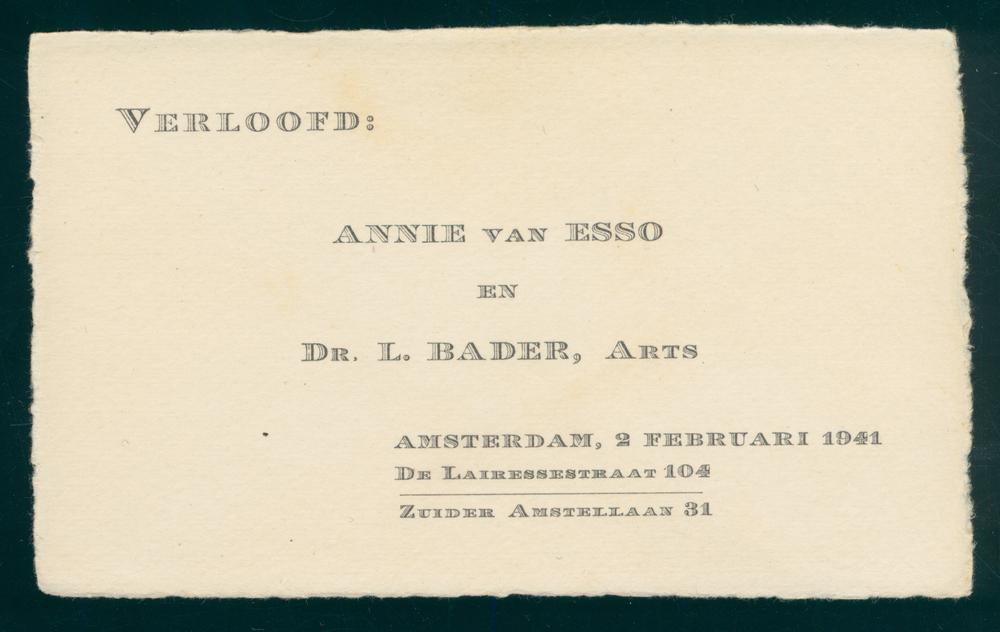 VERLOOFD:
ANNIE VAN ESSO
EN
DR. L. BADER, ARTS
AMSTERDAM, 2 FEBRUARI 1941
DE LAIRESSESTRAAT 104
ZUIDER AMSTELLAAN 31